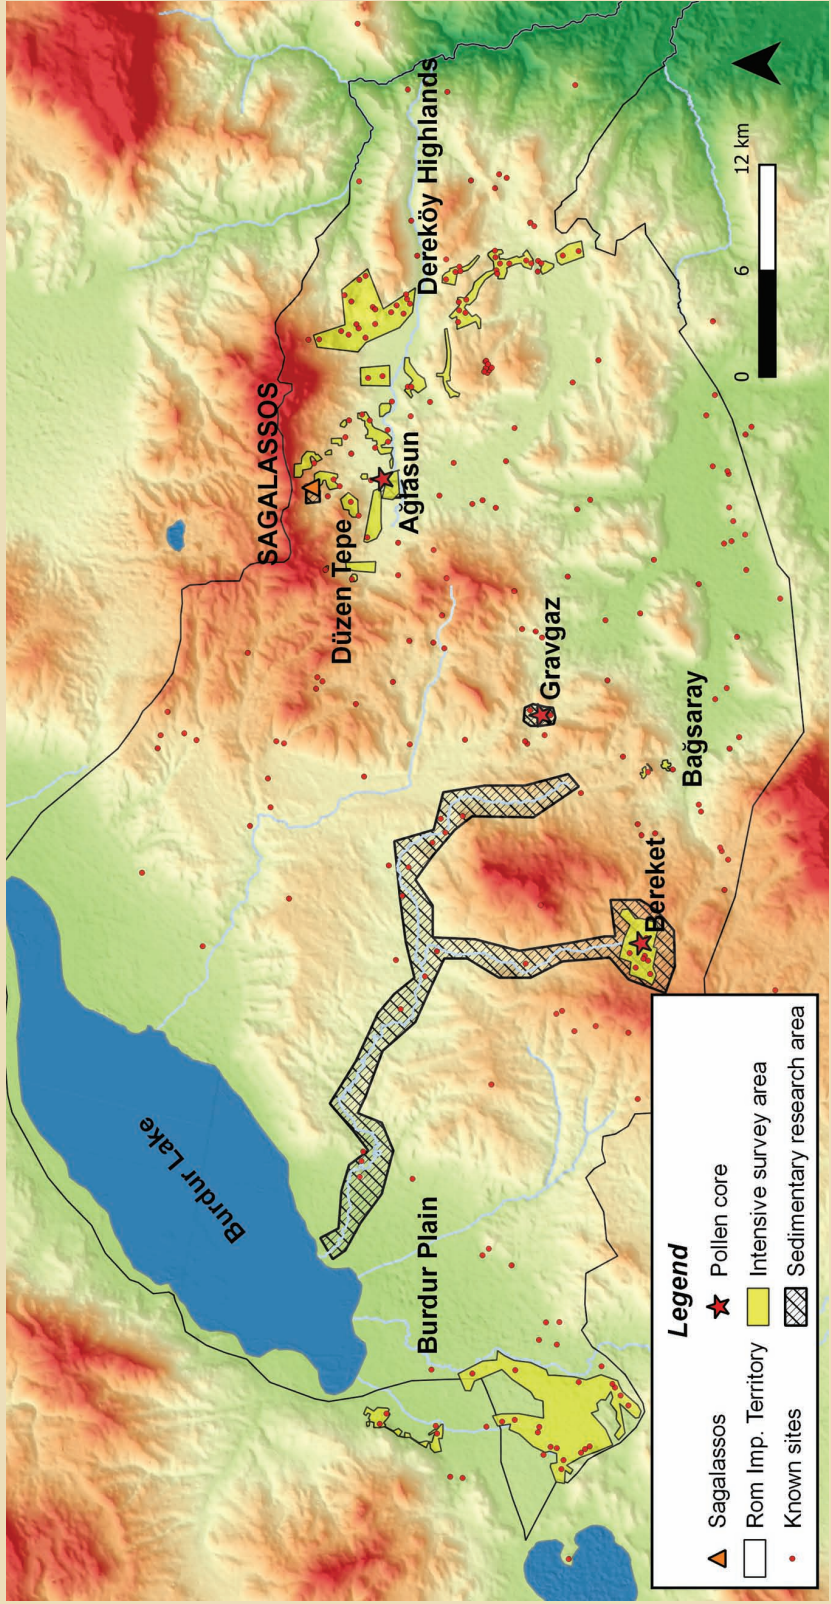 Burdur Lake
SAGALASSOS
Düzen Tepe
Ağlasun
Burdur Plain
Dereköy Highlands
Gravgaz
Bereket
Bağsaray
Legend
Sagalassos
Pollen core
Rom Imp. Territory
Intensive survey area
Known sites
Sedimentary research area
0 6 12 km